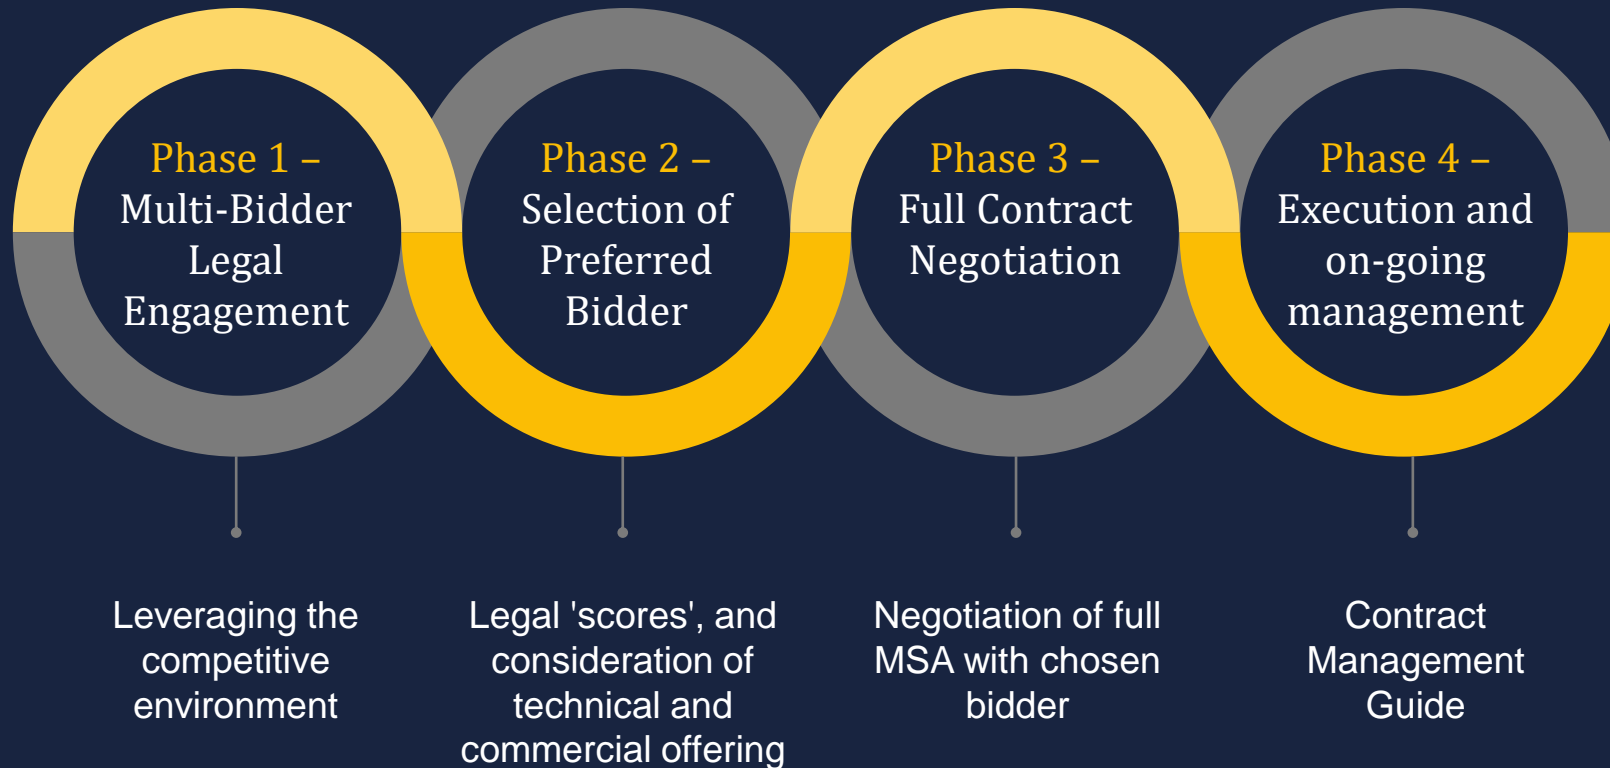 Phase 1 –
Multi-Bidder
Legal
Engagement
Phase 2 –
Selection of
Preferred
Bidder
Phase 3 –
Full Contract
Negotiation
Phase 4 –
Execution and
on-going
management
Leveraging the
competitive
environment
Legal 'scores', and
consideration of
technical and
commercial offering
Negotiation of full
MSA with chosen
bidder
Contract
Management
Guide